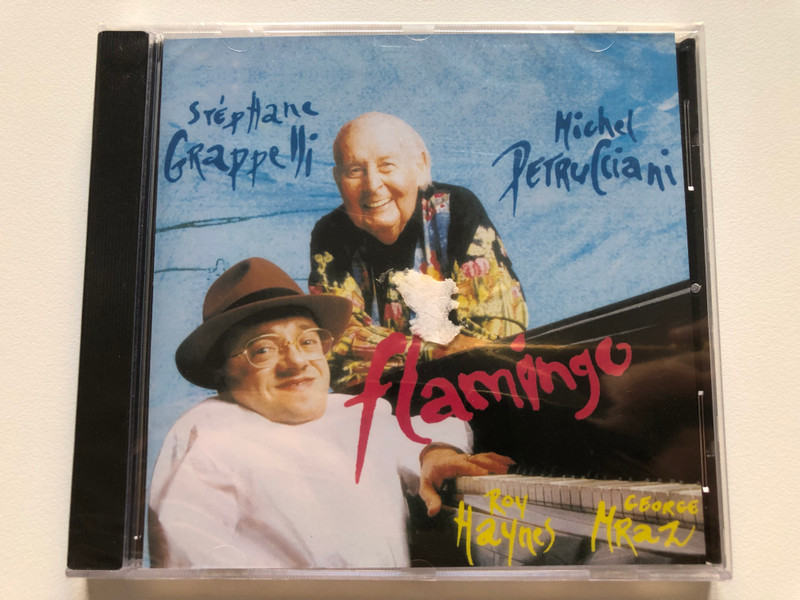 Stéphane
Grappelli
Michel
Petrucciani
flamingo
Roy
Haynes
George
Mraz